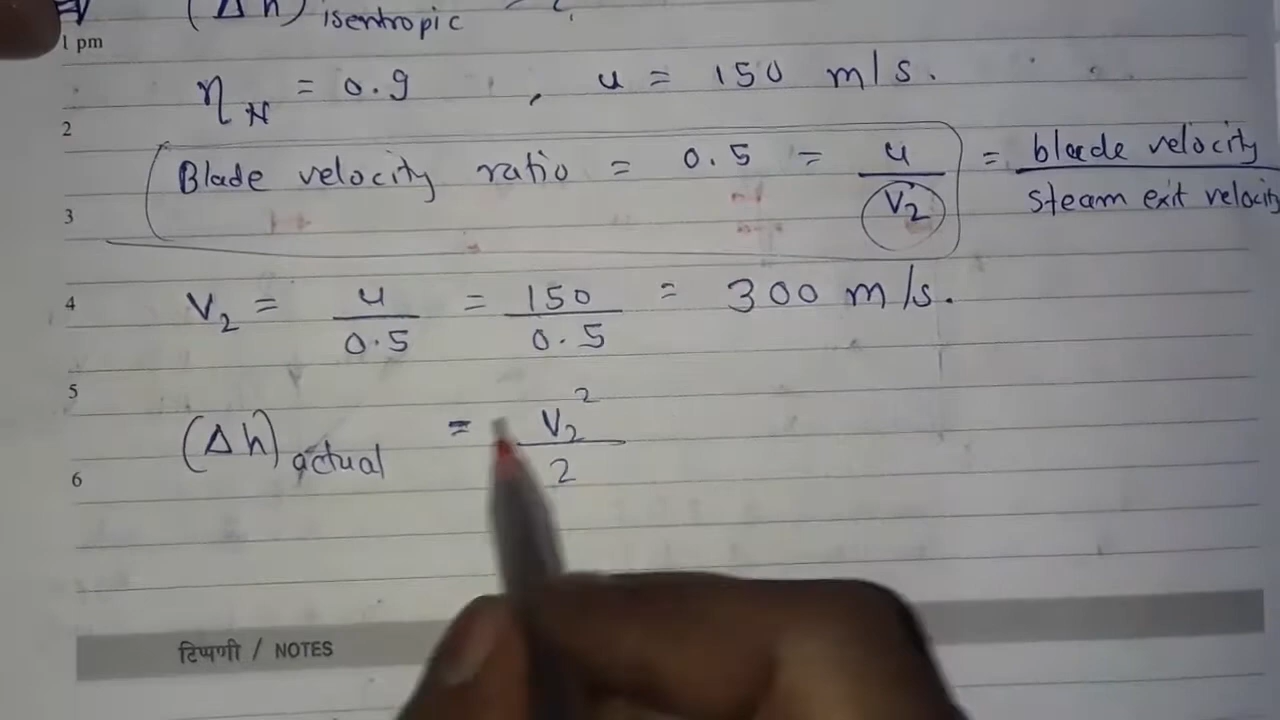 (Δh) isentropic
1 pm
η_N = 0.9 , u = 150 m/s.
2
Blade velocity ratio = 0.5 = u/V₂ = blade velocity/steam exit velocity
3
4
V₂ = u/0.5 = 150/0.5 = 300 m/s.
5
(Δh) actual = V₂²/2
6
टिप्पणी / NOTES